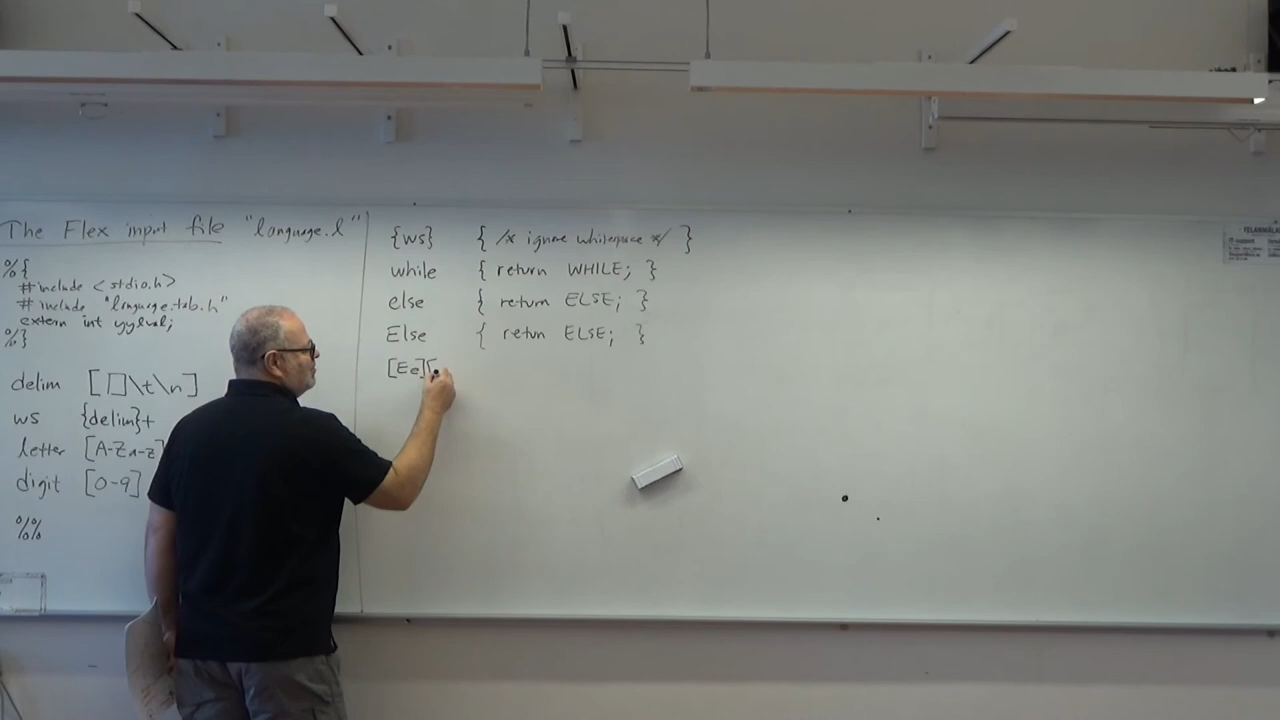 The Flex input file "language.l"
%{
#include <stdio.h>
#include "language.tab.h"
extern int yylval;
%}
delim [ \t\n]
ws {delim}+
letter [A-Za-z]
digit [0-9]
%%
{ws} { /* ignore whitespace */ }
while { return WHILE; }
else { return ELSE; }
Else { return ELSE; }
[Ee][